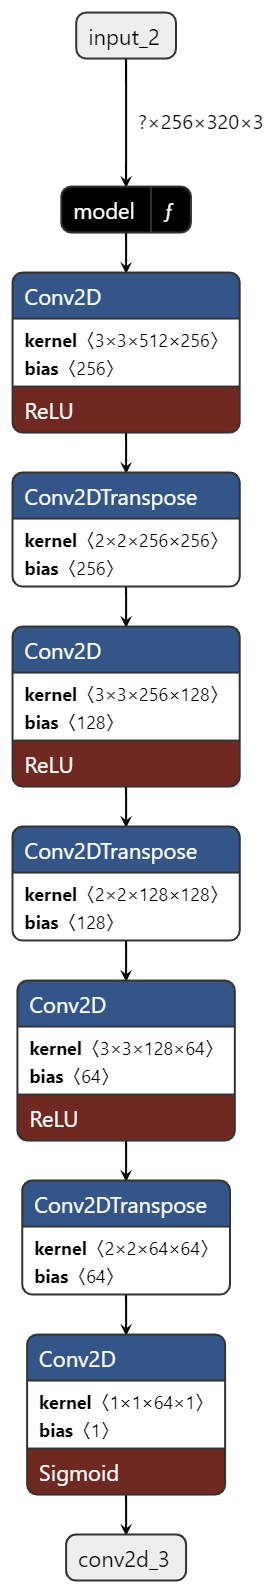 input_2
?×256×320×3
model ƒ
Conv2D
kernel〈3×3×512×256〉
bias〈256〉
ReLU
Conv2DTranspose
kernel〈2×2×256×256〉
bias〈256〉
Conv2D
kernel〈3×3×256×128〉
bias〈128〉
ReLU
Conv2DTranspose
kernel〈2×2×128×128〉
bias〈128〉
Conv2D
kernel〈3×3×128×64〉
bias〈64〉
ReLU
Conv2DTranspose
kernel〈2×2×64×64〉
bias〈64〉
Conv2D
kernel〈1×1×64×1〉
bias〈1〉
Sigmoid
conv2d_3